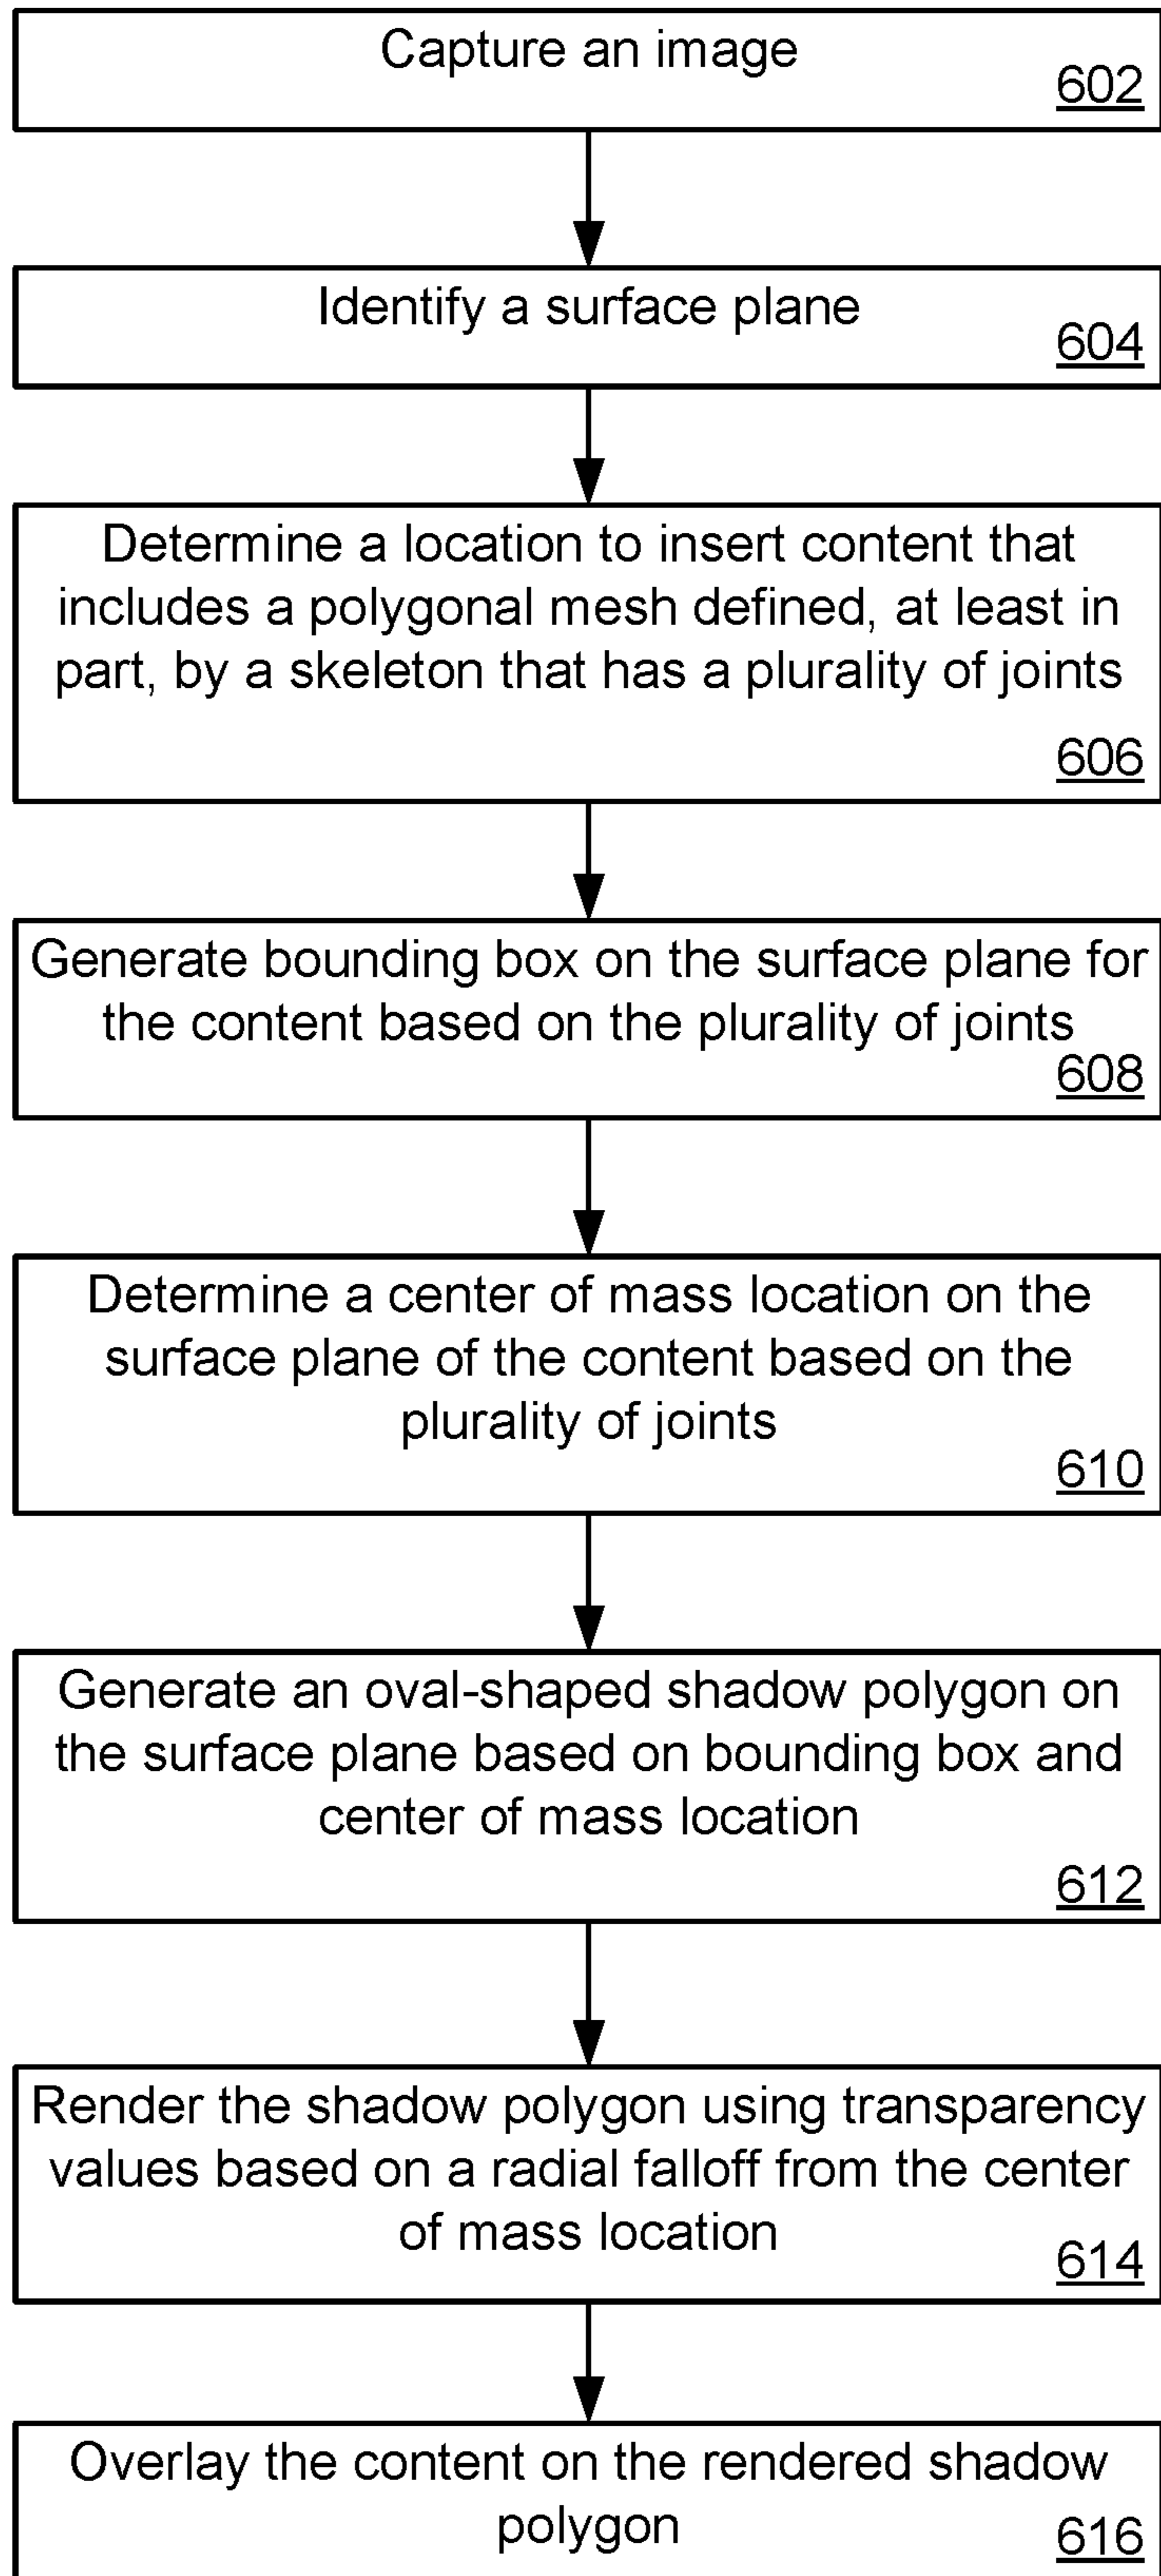 Capture an image
602
Identify a surface plane
604
Determine a location to insert content that
includes a polygonal mesh defined, at least in
part, by a skeleton that has a plurality of joints
606
Generate bounding box on the surface plane for
the content based on the plurality of joints
608
Determine a center of mass location on the
surface plane of the content based on the
plurality of joints
610
Generate an oval-shaped shadow polygon on
the surface plane based on bounding box and
center of mass location
612
Render the shadow polygon using transparency
values based on a radial falloff from the center
of mass location
614
Overlay the content on the rendered shadow
polygon
616